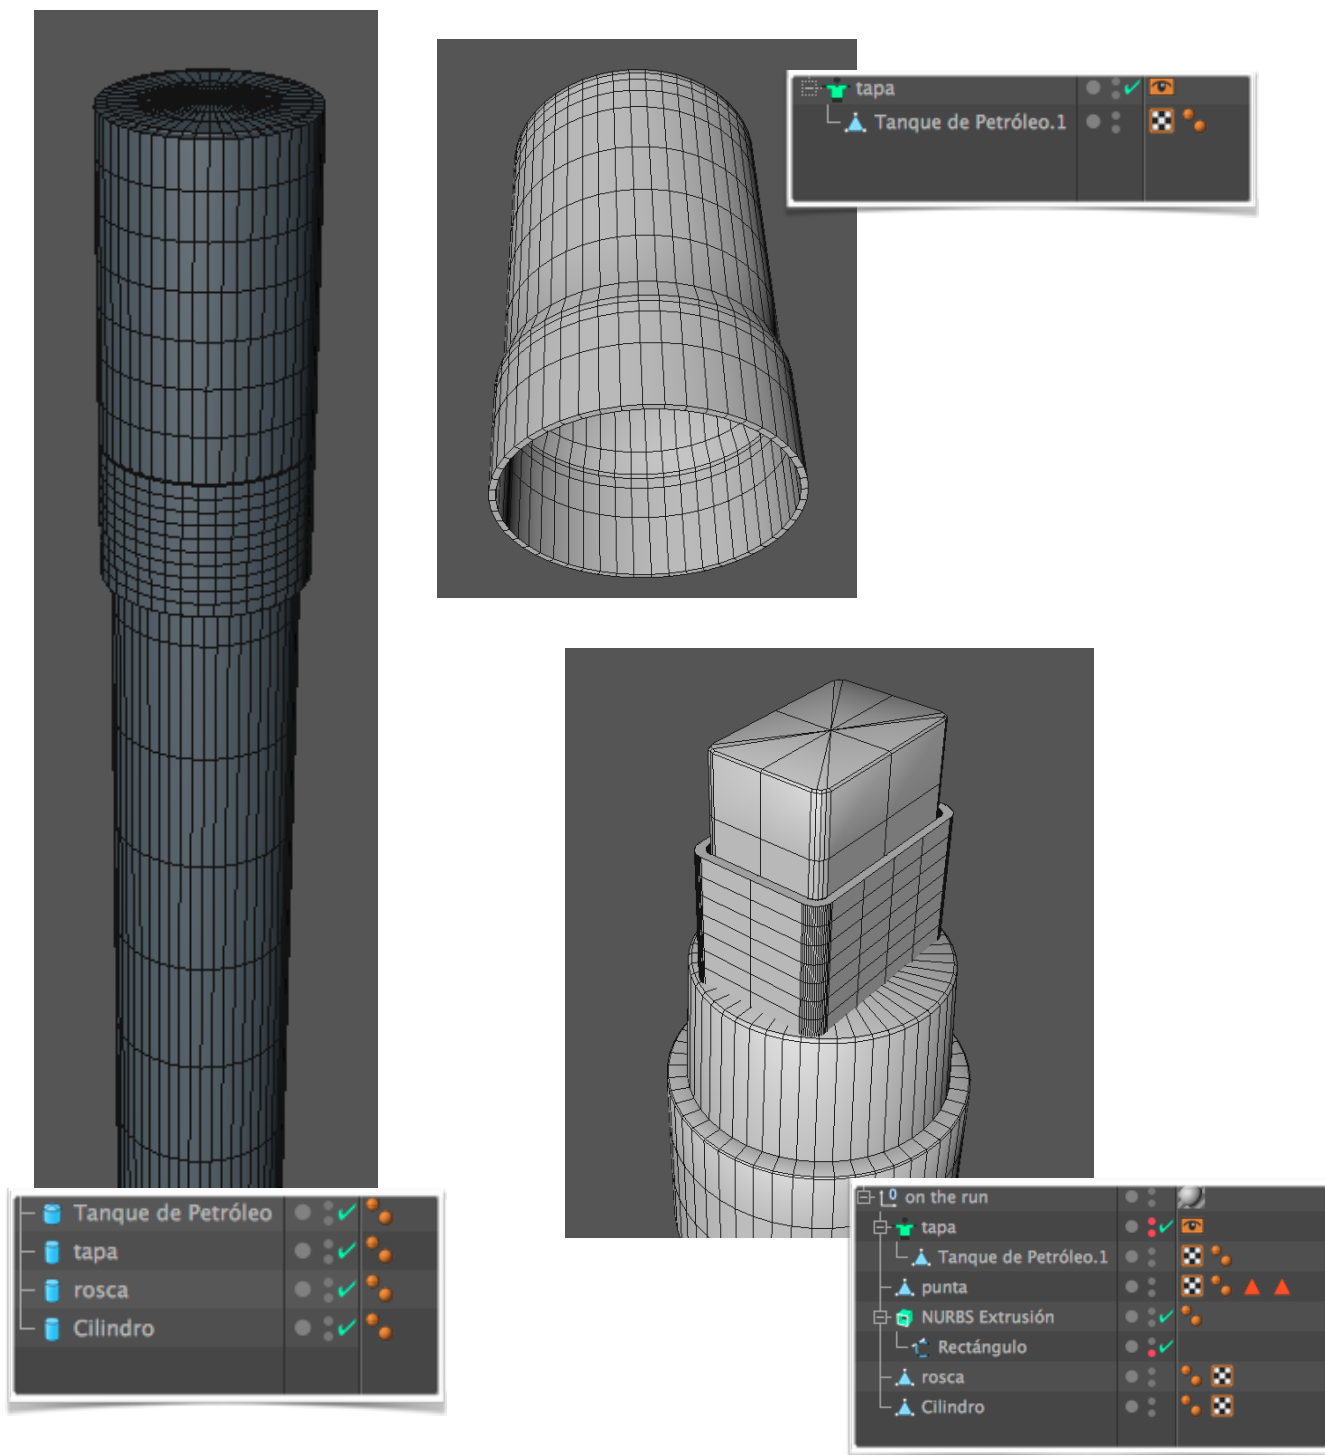 tapa
Tanque de Petróleo.1
Tanque de Petróleo
tapa
rosca
Cilindro
0 on the run
tapa
Tanque de Petróleo.1
punta
NURBS Extrusión
Rectángulo
rosca
Cilindro